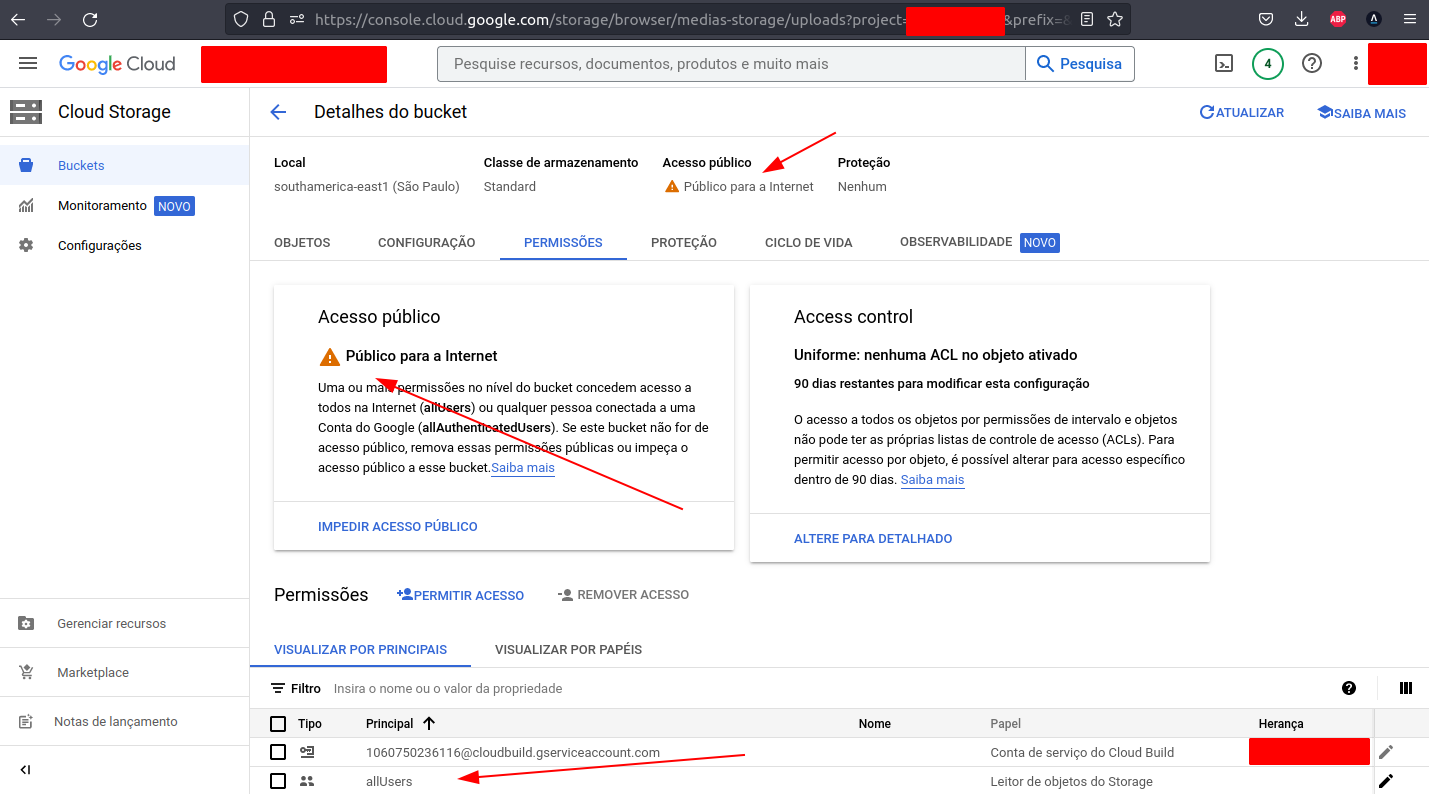 https://console.cloud.google.com/storage/browser/medias-storage/uploads?project= &prefix=&
ABP
Google Cloud
Pesquise recursos, documentos, produtos e muito mais
Pesquisa
4
Cloud Storage
Detalhes do bucket
ATUALIZAR
SAIBA MAIS
Buckets
Monitoramento NOVO
Configurações
Local
Classe de armazenamento
Acesso público
Proteção
southamerica-east1 (São Paulo)
Standard
Público para a Internet
Nenhum
OBJETOS
CONFIGURAÇÃO
PERMISSÕES
PROTEÇÃO
CICLO DE VIDA
OBSERVABILIDADE NOVO
Acesso público
Público para a Internet
Uma ou mais permissões no nível do bucket concedem acesso a
todos na Internet (allUsers) ou qualquer pessoa conectada a uma
Conta do Google (allAuthenticatedUsers). Se este bucket não for de
acesso público, remova essas permissões públicas ou impeça o
acesso público a esse bucket.Saiba mais
IMPEDIR ACESSO PÚBLICO
Access control
Uniforme: nenhuma ACL no objeto ativado
90 dias restantes para modificar esta configuração
O acesso a todos os objetos por permissões de intervalo e objetos
não pode ter as próprias listas de controle de acesso (ACLs). Para
permitir acesso por objeto, é possível alterar para acesso específico
dentro de 90 dias. Saiba mais
ALTERE PARA DETALHADO
Permissões
PERMITIR ACESSO
REMOVER ACESSO
VISUALIZAR POR PRINCIPAIS
VISUALIZAR POR PAPÉIS
Filtro
Insira o nome ou o valor da propriedade
Tipo
Principal
Nome
Papel
Herança
1060750236116@cloudbuild.gserviceaccount.com
Conta de serviço do Cloud Build
allUsers
Leitor de objetos do Storage
Gerenciar recursos
Marketplace
Notas de lançamento